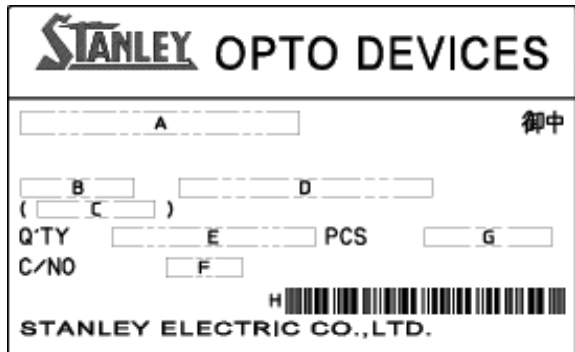 STANLEY OPTO DEVICES
A 御中
B D
( C )
Q'TY E PCS G
C/NO F
H
STANLEY ELECTRIC CO.,LTD.